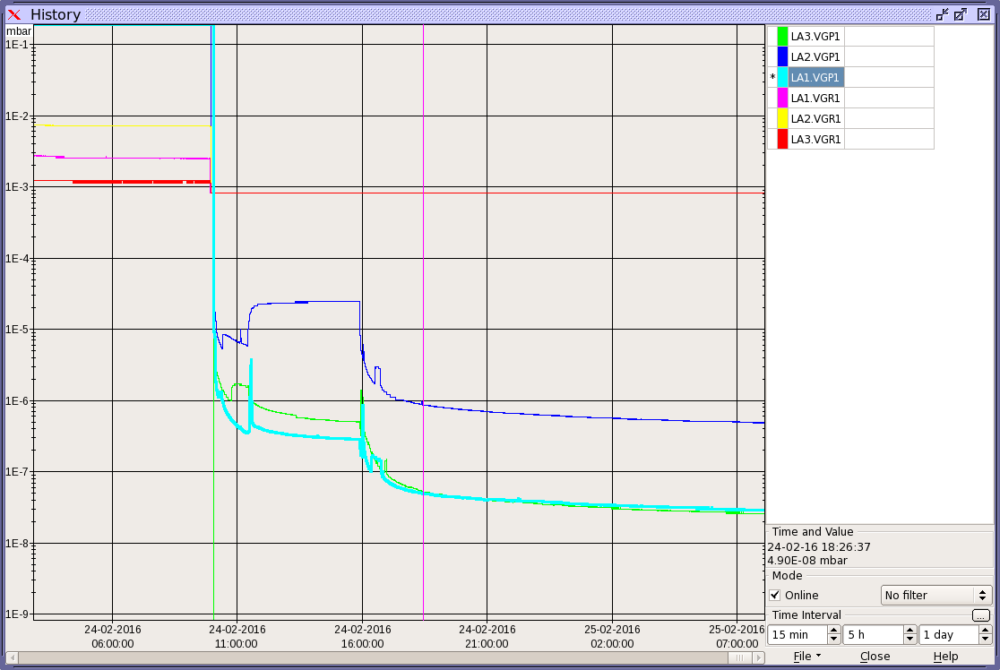 History
mbar
1E-1
1E-2
1E-3
1E-4
1E-5
1E-6
1E-7
1E-8
1E-9
24-02-2016 24-02-2016 24-02-2016 24-02-2016 25-02-2016 25-02-2016
06:00:00 11:00:00 16:00:00 21:00:00 02:00:00 07:00:00
LA3.VGP1
LA2.VGP1
* LA1.VGP1
LA1.VGR1
LA2.VGR1
LA3.VGR1
Time and Value
24-02-16 18:26:37
4.90E-08 mbar
Mode
Online No filter
Time Interval ...
15 min 5 h 1 day
File Close Help